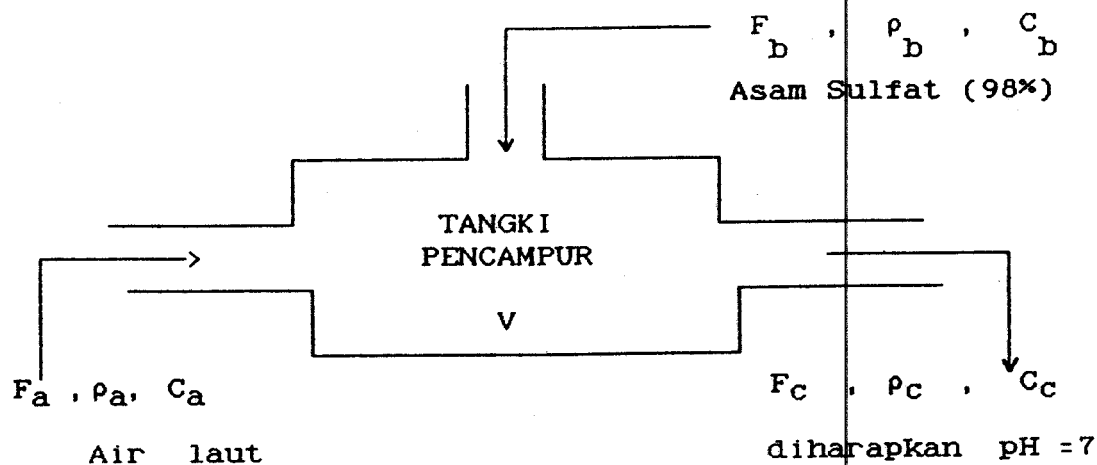 F_b , ρ_b , C_b
Asam Sulfat (98%)
TANGKI
PENCAMPUR
V
F_a , ρ_a, C_a
Air laut
F_C , ρ_C , C_C
diharapkan pH =7